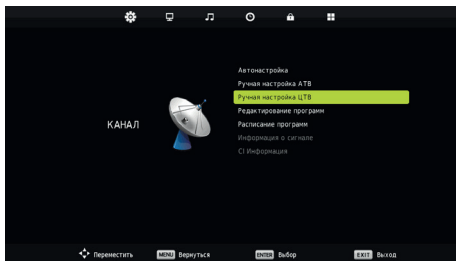 Автонастройка
Ручная настройка АТВ
Ручная настройка ЦТВ
Редактирование программ
Расписание программ
Информация о сигнале
CI Информация
КАНАЛ
Переместить MENU Вернуться ENTER Выбор EXIT Выход